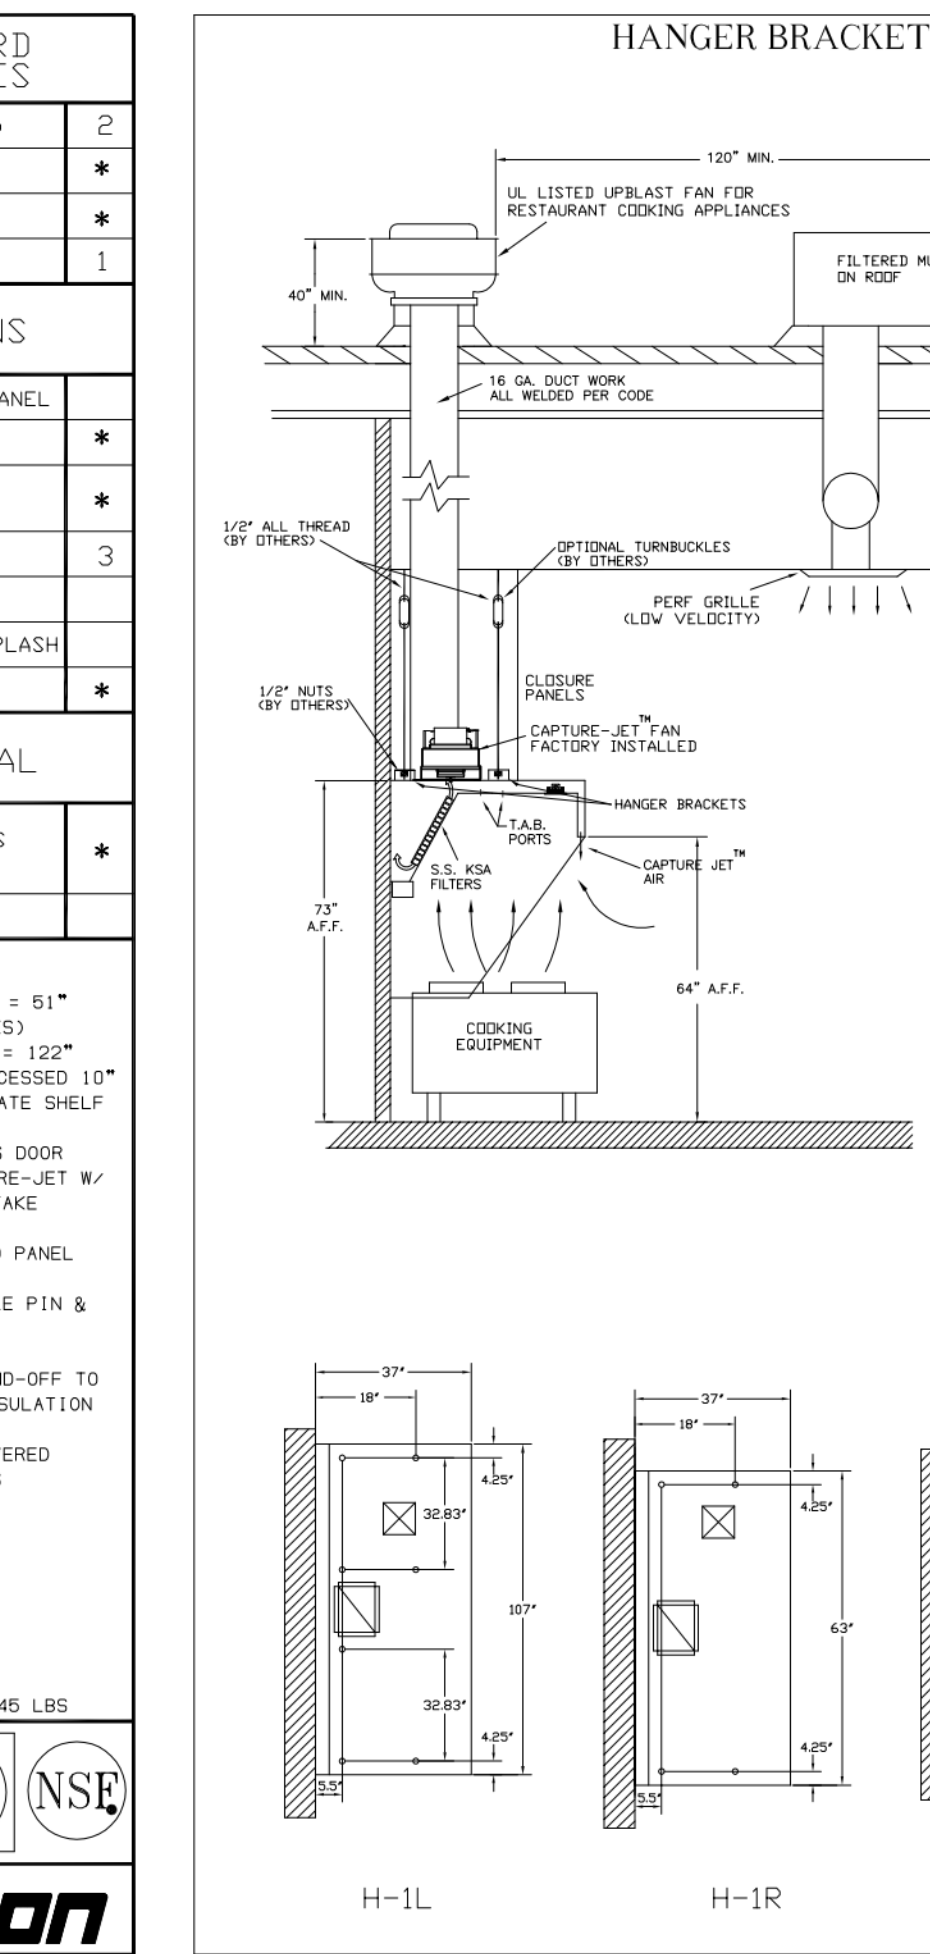 RD
ES
2
*
*
1
NS
ANEL
*
*
3
PLASH
*
AL
S
*
= 51"
ES)
= 122"
CESSED 10"
ATE SHELF
S DOOR
RE-JET W/
TAKE
D PANEL
LE PIN &
ND-OFF TO
SULATION
TERED
S
45 LBS
NSF
on
HANGER BRACKET
120" MIN.
UL LISTED UPBLAST FAN FOR
RESTAURANT COOKING APPLIANCES
40" MIN.
FILTERED MU
ON ROOF
16 GA. DUCT WORK
ALL WELDED PER CODE
1/2" ALL THREAD
(BY OTHERS)
OPTIONAL TURNBUCKLES
(BY OTHERS)
PERF GRILLE
(LOW VELOCITY)
1/2" NUTS
(BY OTHERS)
CLOSURE
PANELS
CAPTURE-JET™ FAN
FACTORY INSTALLED
HANGER BRACKETS
T.A.B.
PORTS
S.S. KSA
FILTERS
CAPTURE JET™
AIR
73"
A.F.F.
64" A.F.F.
COOKING
EQUIPMENT
37"
18"
4.25"
32.83"
107"
32.83"
4.25"
5.5"
H-1L
37"
18"
4.25"
63"
4.25"
5.5"
H-1R